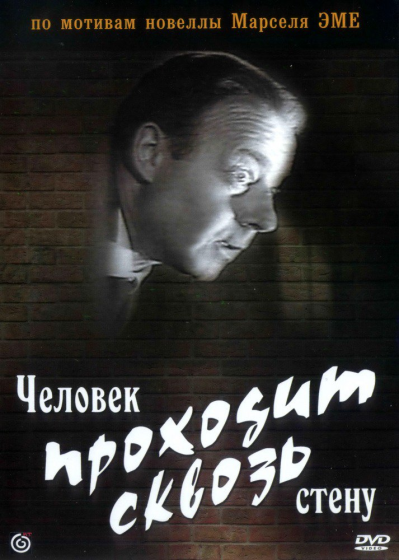 по мотивам новеллы Марселя ЭМЕ
Человек
проходит
сквозь
стену
DVD
VIDEO